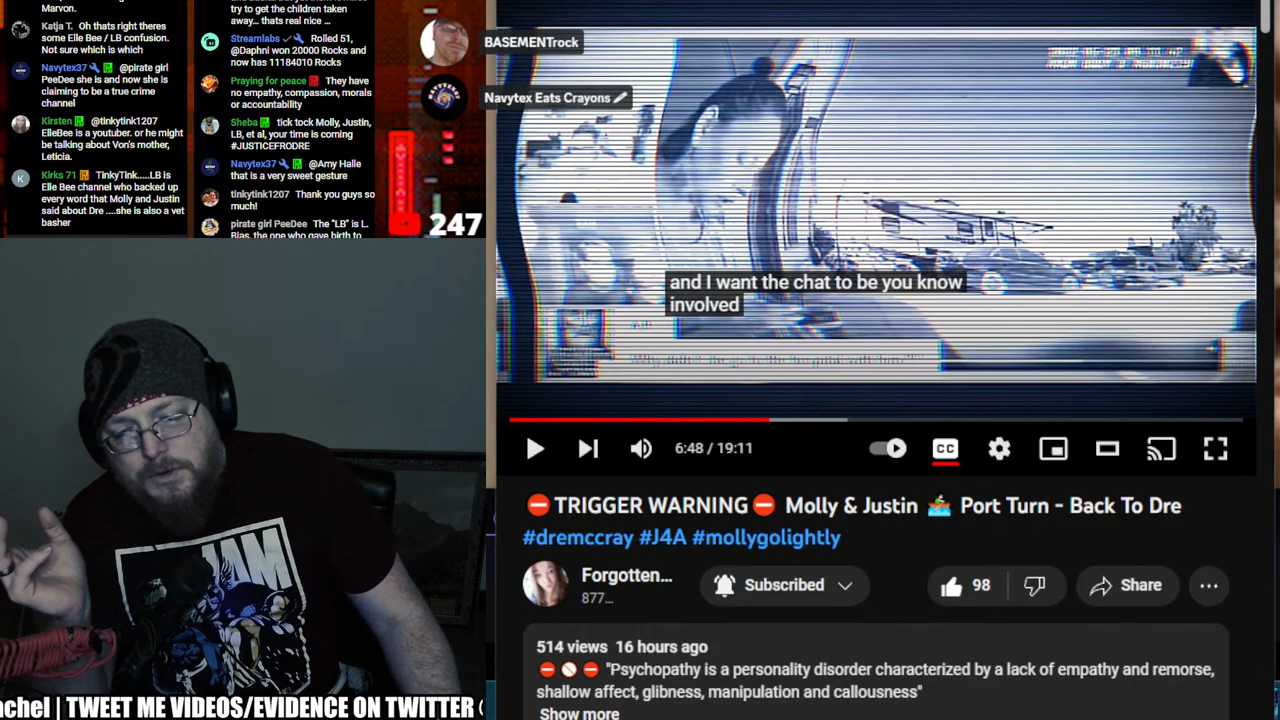 Marvon.
Katja T. Oh thats right theres
some Elle Bee / LB confusion.
Not sure which is which
Navytex37 @pirate girl
PeeDee she is and now she is
claiming to be a true crime
channel
Kirsten @tinkytink1207
ElleBee is a youtuber. or he might
be talking about Von's mother,
Leticia.
Kirks 71 TinkyTink.....LB is
Elle Bee channel who backed up
every word that Molly and Justin
said about Dre ....she is also a vet
basher
try to get the children taken
away... thats real nice ...
Streamlabs Rolled 51,
@Daphni won 20000 Rocks and
now has 11184010 Rocks
Praying for peace They have
no empathy, compassion, morals
or accountability
Sheba tick tock Molly, Justin,
LB, et al, your time is coming
#JUSTICEFRODRE
Navytex37 @Amy Halle
that is a very sweet gesture
tinkytink1207 Thank you guys so
much!
pirate girl PeeDee The "LB" is L.
Rias, the one who gave birth to
BASEMENTrock
Navytex Eats Crayons
247
and I want the chat to be you know
involved
6:48 / 19:11
CC
⛔TRIGGER WARNING⛔ Molly & Justin 🚣 Port Turn - Back To Dre
#dremccray #J4A #mollygolightly
Forgotten...
877...
Subscribed
98
Share
514 views 16 hours ago
⛔🚫⛔ "Psychopathy is a personality disorder characterized by a lack of empathy and remorse,
shallow affect, glibness, manipulation and callousness"
Show more
JAM
achel | TWEET ME VIDEOS/EVIDENCE ON TWITTER